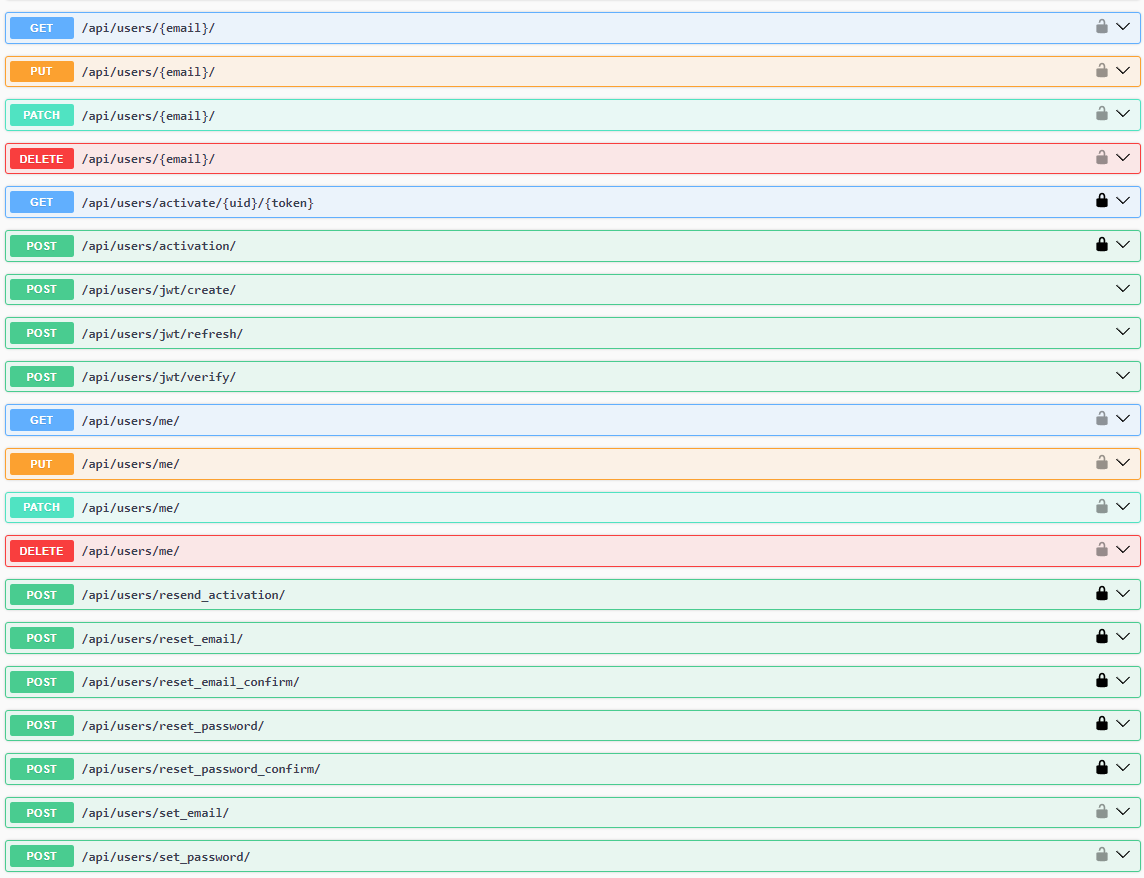 GET /api/users/{email}/
PUT /api/users/{email}/
PATCH /api/users/{email}/
DELETE /api/users/{email}/
GET /api/users/activate/{uid}/{token}
POST /api/users/activation/
POST /api/users/jwt/create/
POST /api/users/jwt/refresh/
POST /api/users/jwt/verify/
GET /api/users/me/
PUT /api/users/me/
PATCH /api/users/me/
DELETE /api/users/me/
POST /api/users/resend_activation/
POST /api/users/reset_email/
POST /api/users/reset_email_confirm/
POST /api/users/reset_password/
POST /api/users/reset_password_confirm/
POST /api/users/set_email/
POST /api/users/set_password/